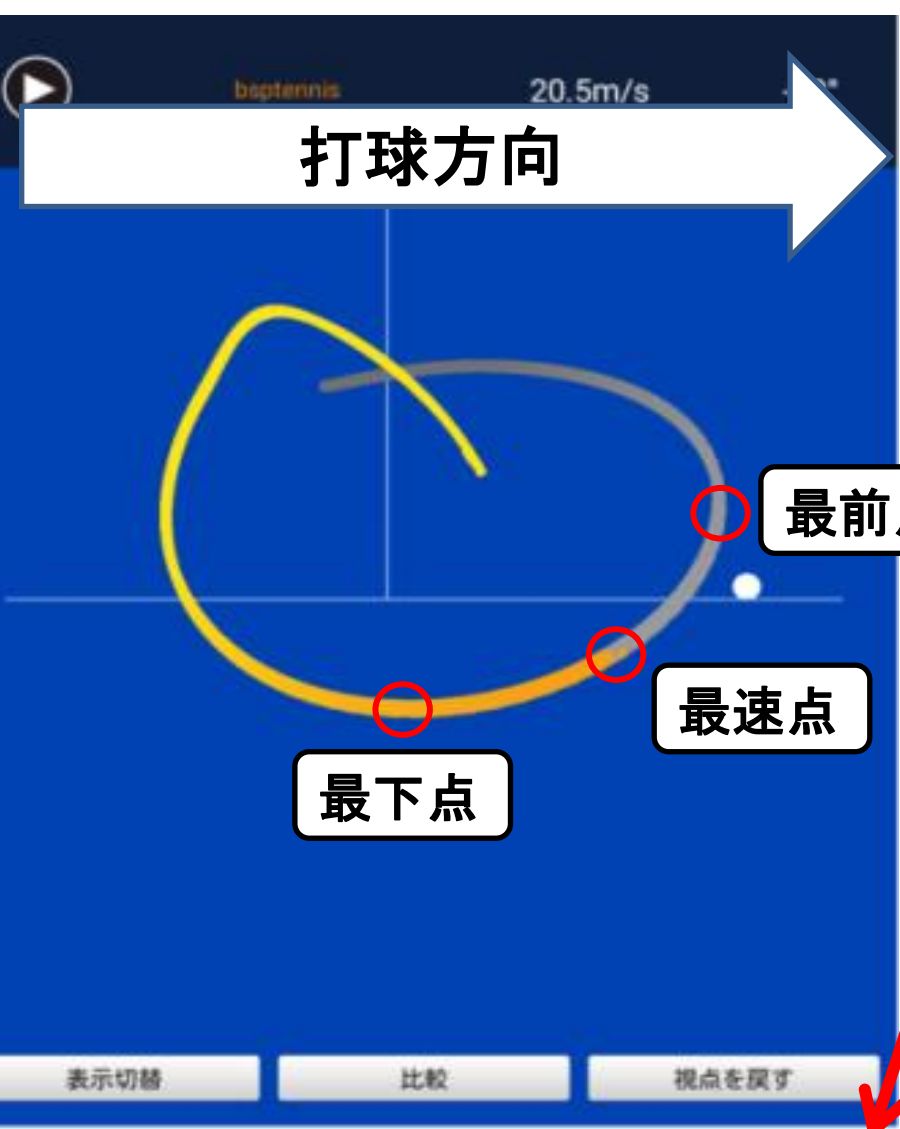 bsptennis
20.5m/s
打球方向
最前
最速点
最下点
表示切替
比較
視点を戻す